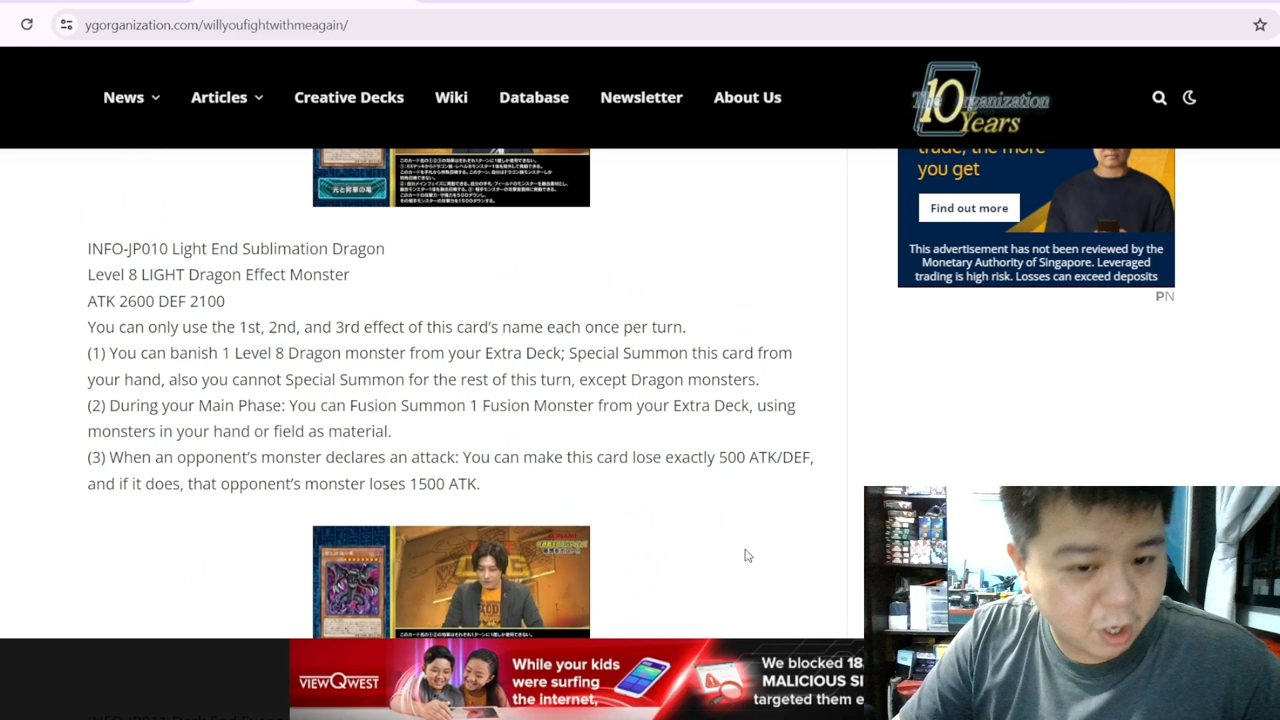 ygorganization.com/willyoufightwithmeagain/
News
Articles
Creative Decks
Wiki
Database
Newsletter
About Us
The Organization
10
Years
trade, the more
you get
Find out more
This advertisement has not been reviewed by the
Monetary Authority of Singapore. Leveraged
trading is high risk. Losses can exceed deposits
PN
INFO-JP010 Light End Sublimation Dragon
Level 8 LIGHT Dragon Effect Monster
ATK 2600 DEF 2100
You can only use the 1st, 2nd, and 3rd effect of this card's name each once per turn.
(1) You can banish 1 Level 8 Dragon monster from your Extra Deck; Special Summon this card from
your hand, also you cannot Special Summon for the rest of this turn, except Dragon monsters.
(2) During your Main Phase: You can Fusion Summon 1 Fusion Monster from your Extra Deck, using
monsters in your hand or field as material.
(3) When an opponent's monster declares an attack: You can make this card lose exactly 500 ATK/DEF,
and if it does, that opponent's monster loses 1500 ATK.
KONAMI
VIEWQWEST
While your kids
were surfing
the internet,
We blocked 18
MALICIOUS SI
targeted them e